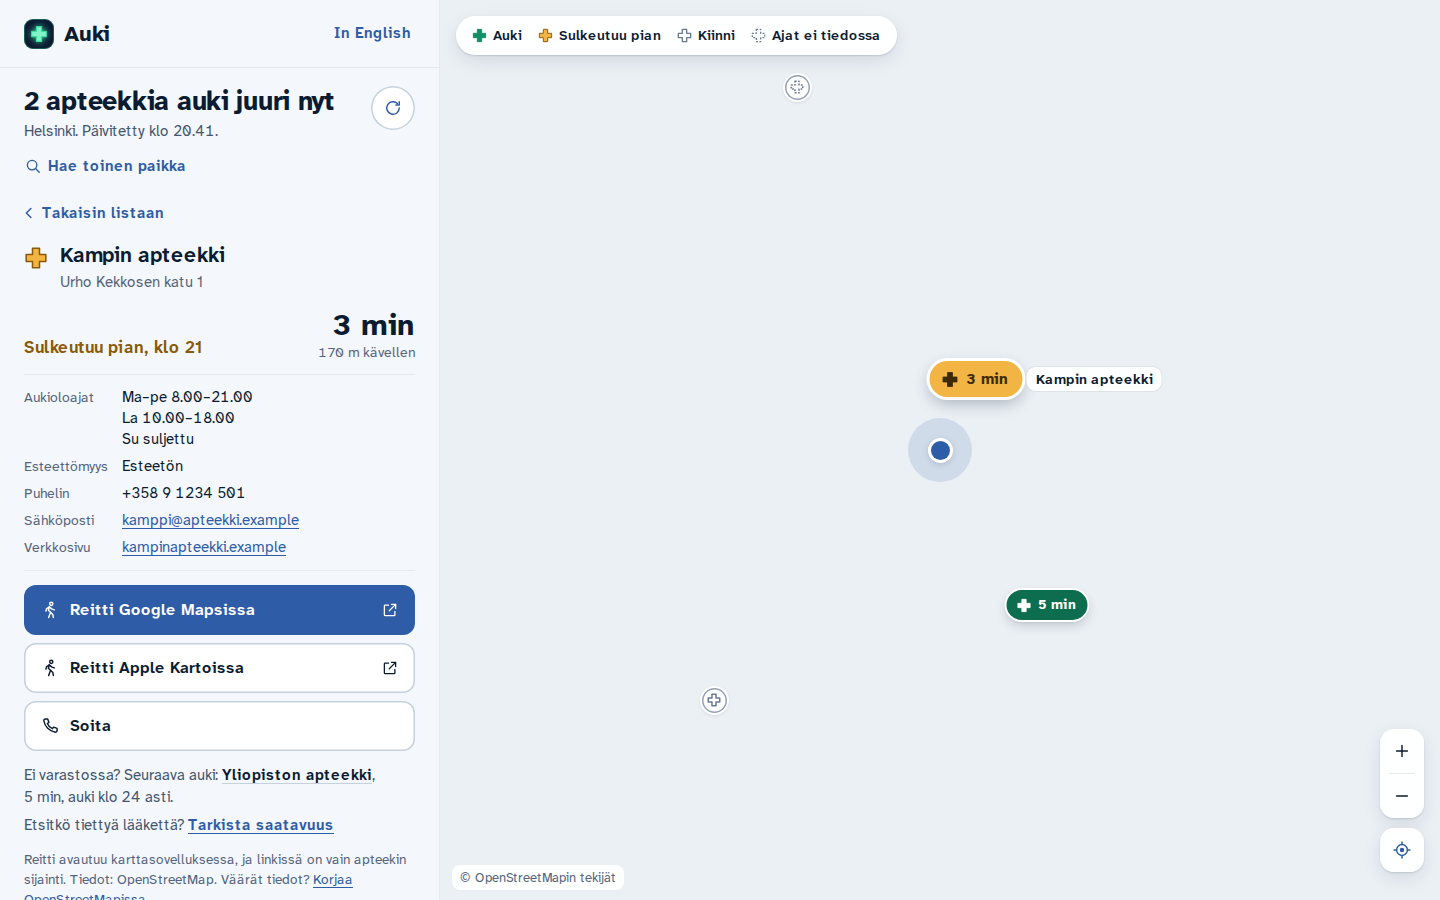 Auki
In English
2 apteekkia auki juuri nyt
Helsinki. Päivitetty klo 20.41.
Hae toinen paikka
Takaisin listaan
Kampin apteekki
Urho Kekkosen katu 1
Sulkeutuu pian, klo 21
3 min
170 m kävellen
Aukioloajat
Ma–pe 8.00–21.00
La 10.00–18.00
Su suljettu
Esteettömyys Esteetön
Puhelin +358 9 1234 501
Sähköposti kamppi@apteekki.example
Verkkosivu kampinapteekki.example
Reitti Google Mapsissa
Reitti Apple Kartoissa
Soita
Ei varastossa? Seuraava auki: Yliopiston apteekki,
5 min, auki klo 24 asti.
Etsitkö tiettyä lääkettä? Tarkista saatavuus
Reitti avautuu karttasovelluksessa, ja linkissä on vain apteekin
sijainti. Tiedot: OpenStreetMap. Väärät tiedot? Korjaa
OpenStreetMapissa
Auki Sulkeutuu pian Kiinni Ajat ei tiedossa
3 min Kampin apteekki
5 min
© OpenStreetMapin tekijät